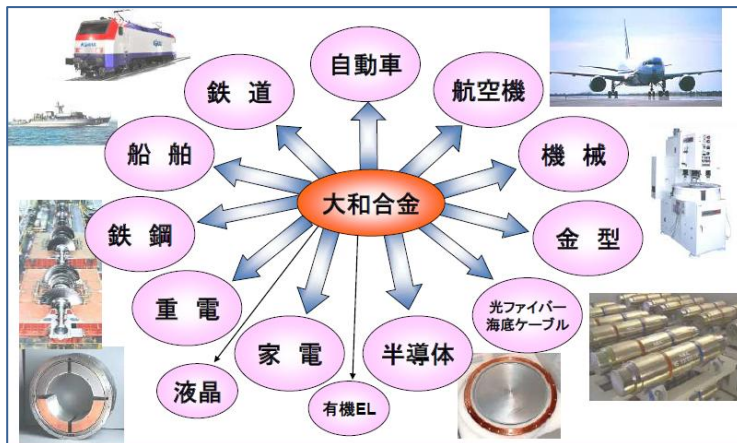 自動車
鉄 道
航空機
船 舶
機 械
大和合金
鉄 鋼
金 型
重 電
光ファイバー
海底ケーブル
家 電
半導体
液晶
有機EL